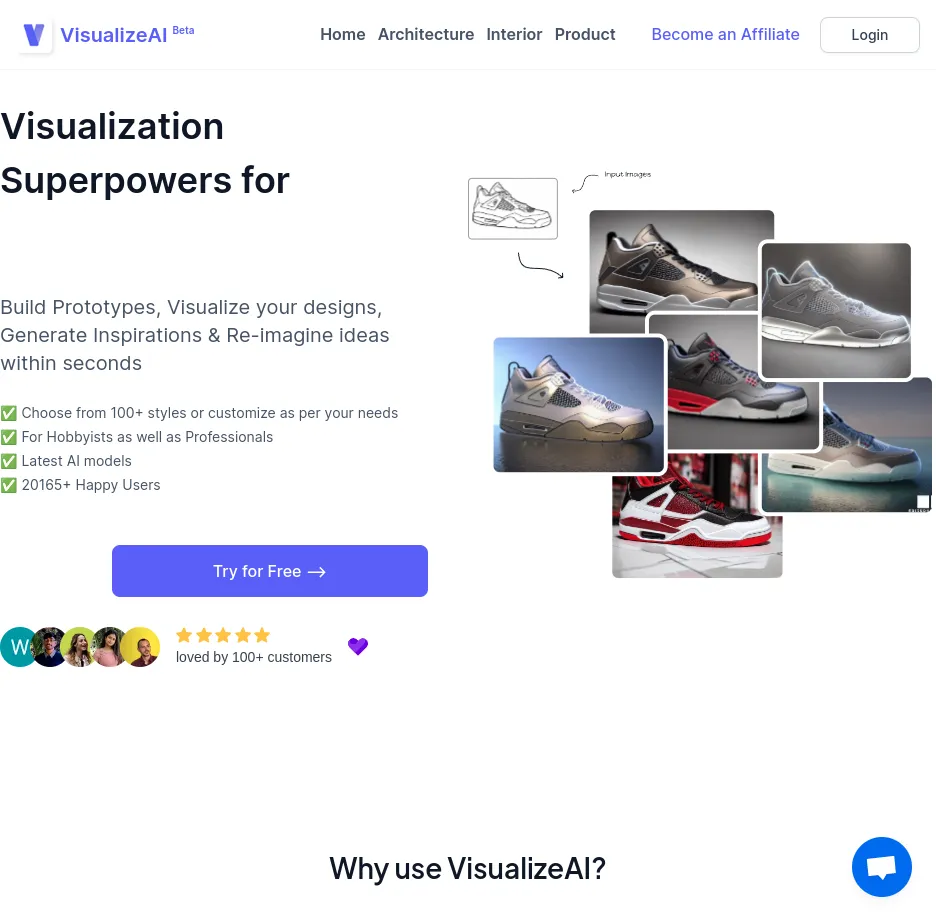 VisualizeAI Beta
Home Architecture Interior Product Become an Affiliate Login
Visualization
Superpowers for
Input Images
Build Prototypes, Visualize your designs,
Generate Inspirations & Re-imagine ideas
within seconds
✅ Choose from 100+ styles or customize as per your needs
✅ For Hobbyists as well as Professionals
✅ Latest AI models
✅ 20165+ Happy Users
Try for Free →
W
loved by 100+ customers
Why use VisualizeAI?